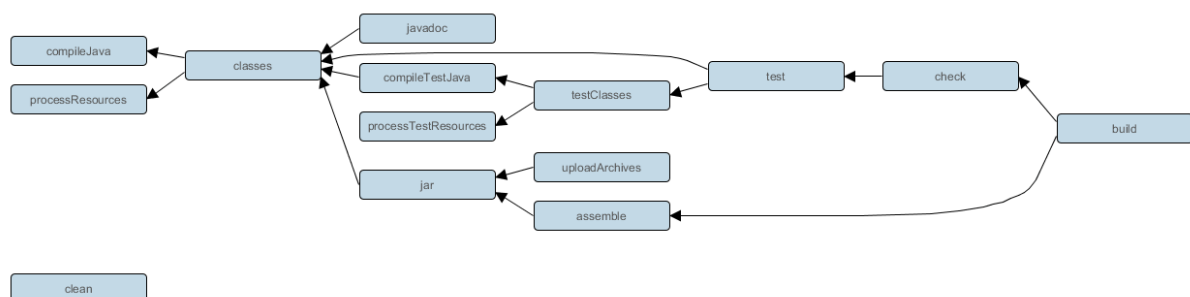 javadoc
compileJava
classes
compileTestJava
test
check
processResources
testClasses
processTestResources
build
uploadArchives
jar
assemble
clean